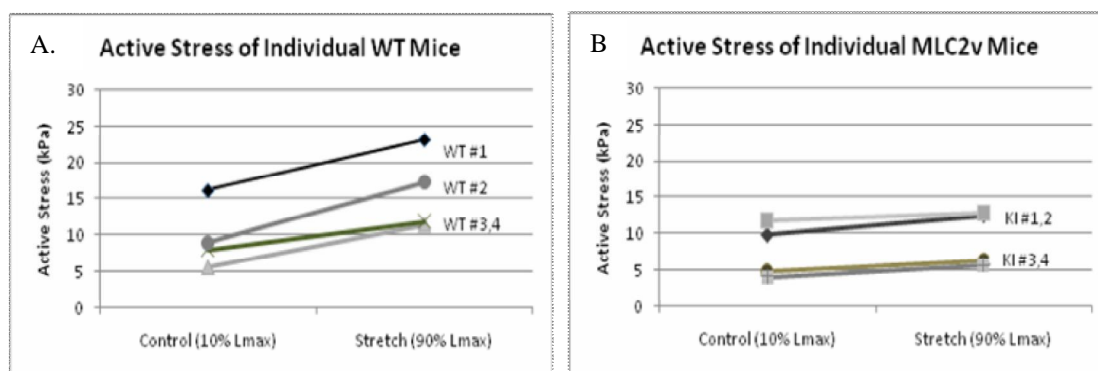 A.
Active Stress of Individual WT Mice
Active Stress (kPa)
30
25
20
15
10
5
0
WT #1
WT #2
WT #3,4
Control (10% Lmax)
Stretch (90% Lmax)
B
Active Stress of Individual MLC2v Mice
Active Stress (kPa)
30
25
20
15
10
5
0
KI #1,2
KI #3,4
Control (10% Lmax)
Stretch (90% Lmax)